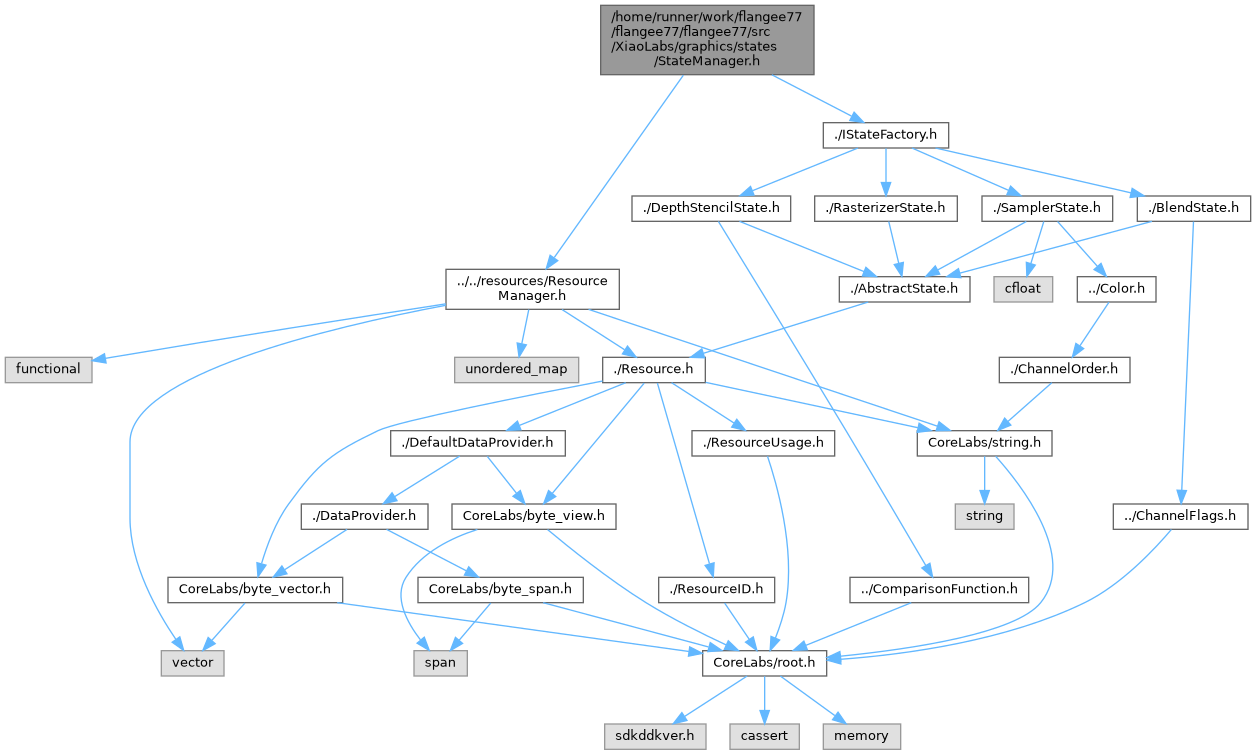 /home/runner/work/flangee77
/flangee77/flangee77/src
/XiaoLabs/graphics/states
/StateManager.h
./IStateFactory.h
./DepthStencilState.h
./RasterizerState.h
./SamplerState.h
./BlendState.h
../../resources/Resource
Manager.h
./AbstractState.h
cfloat
../Color.h
functional
unordered_map
./Resource.h
./ChannelOrder.h
./DefaultDataProvider.h
./ResourceUsage.h
CoreLabs/string.h
./DataProvider.h
CoreLabs/byte_view.h
string
../ChannelFlags.h
CoreLabs/byte_vector.h
CoreLabs/byte_span.h
./ResourceID.h
../ComparisonFunction.h
vector
span
CoreLabs/root.h
sdkddkver.h
cassert
memory